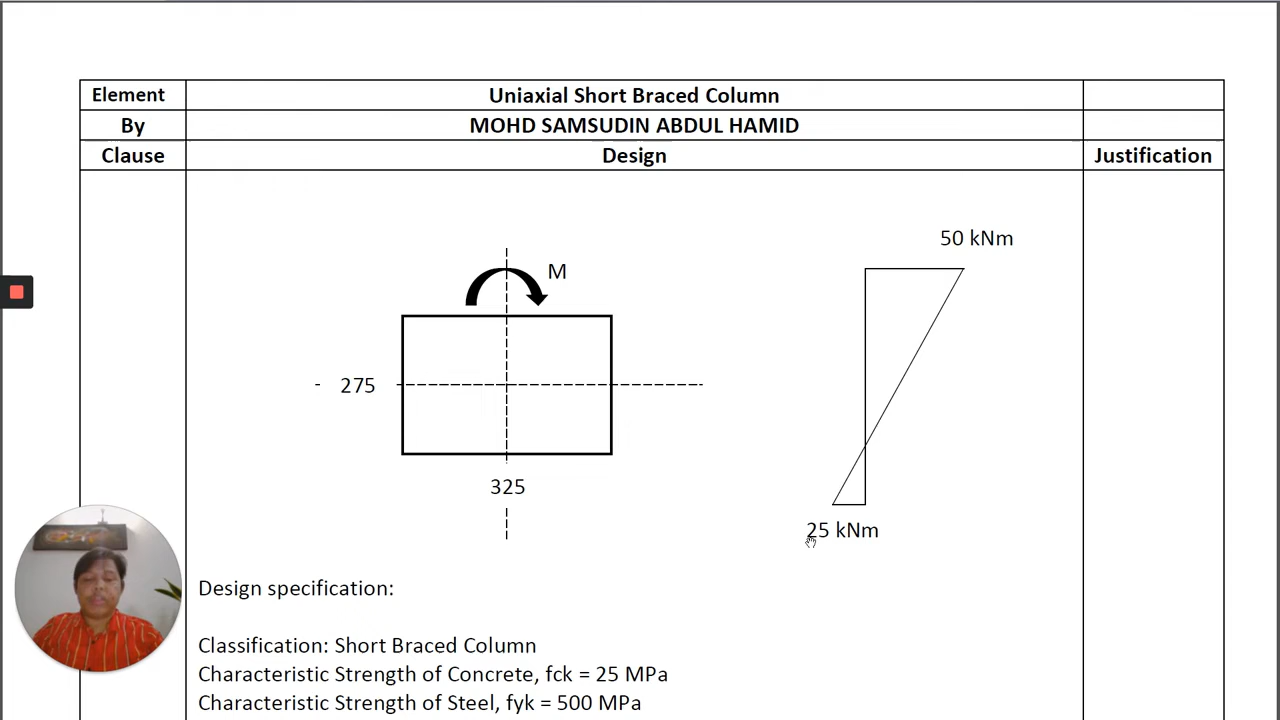 Element
Uniaxial Short Braced Column
By
MOHD SAMSUDIN ABDUL HAMID
Clause
Design
Justification
50 kNm
M
275
325
25 kNm
Design specification:
Classification: Short Braced Column
Characteristic Strength of Concrete, fck = 25 MPa
Characteristic Strength of Steel, fyk = 500 MPa